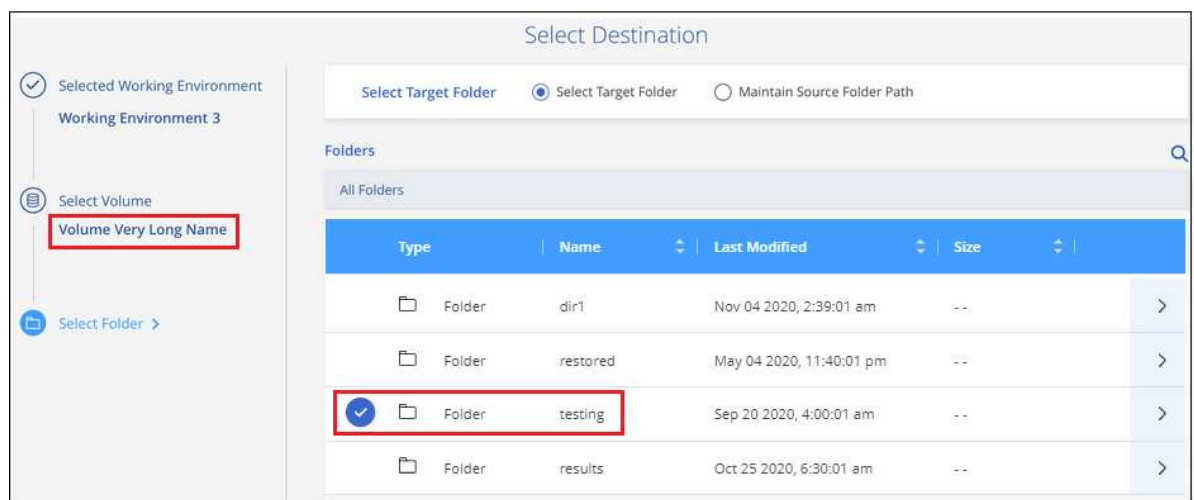 Select Destination
Selected Working Environment
Working Environment 3
Select Volume
Volume Very Long Name
Select Folder >
Select Target Folder Select Target Folder Maintain Source Folder Path
Folders
All Folders
Type Name Last Modified Size
Folder dir1 Nov 04 2020, 2:39:01 am --
Folder restored May 04 2020, 11:40:01 pm --
Folder testing Sep 20 2020, 4:00:01 am --
Folder results Oct 25 2020, 6:30:01 am --